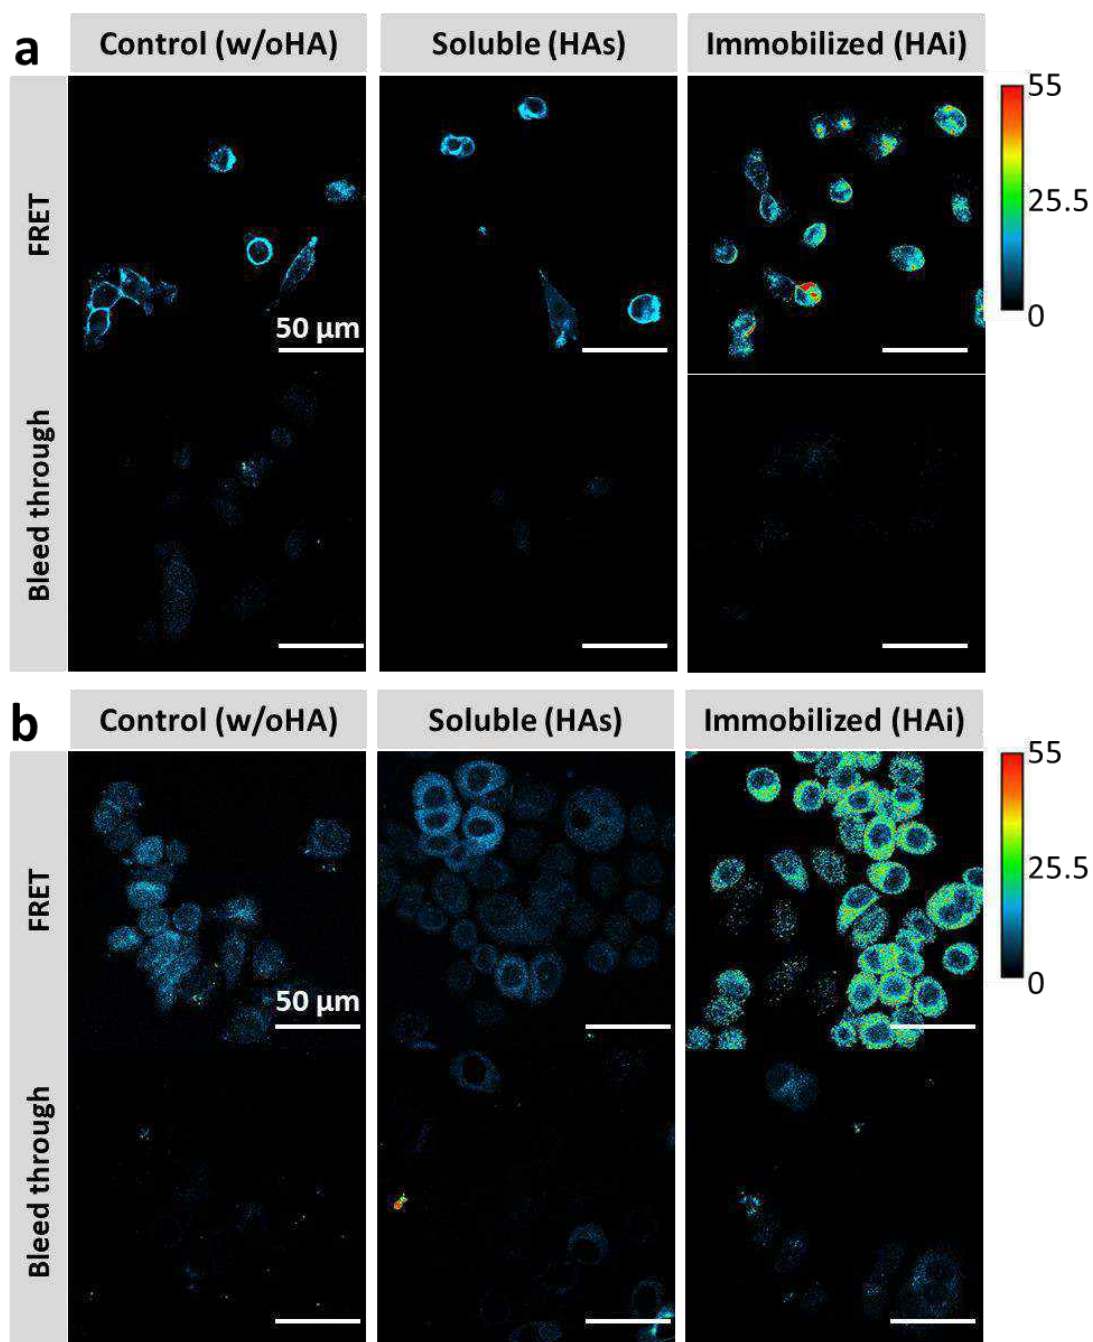 a
Control (w/oHA)
Soluble (HAs)
Immobilized (HAi)
FRET
50 µm
55
25.5
0
Bleed through
b
Control (w/oHA)
Soluble (HAs)
Immobilized (HAi)
FRET
50 µm
55
25.5
0
Bleed through